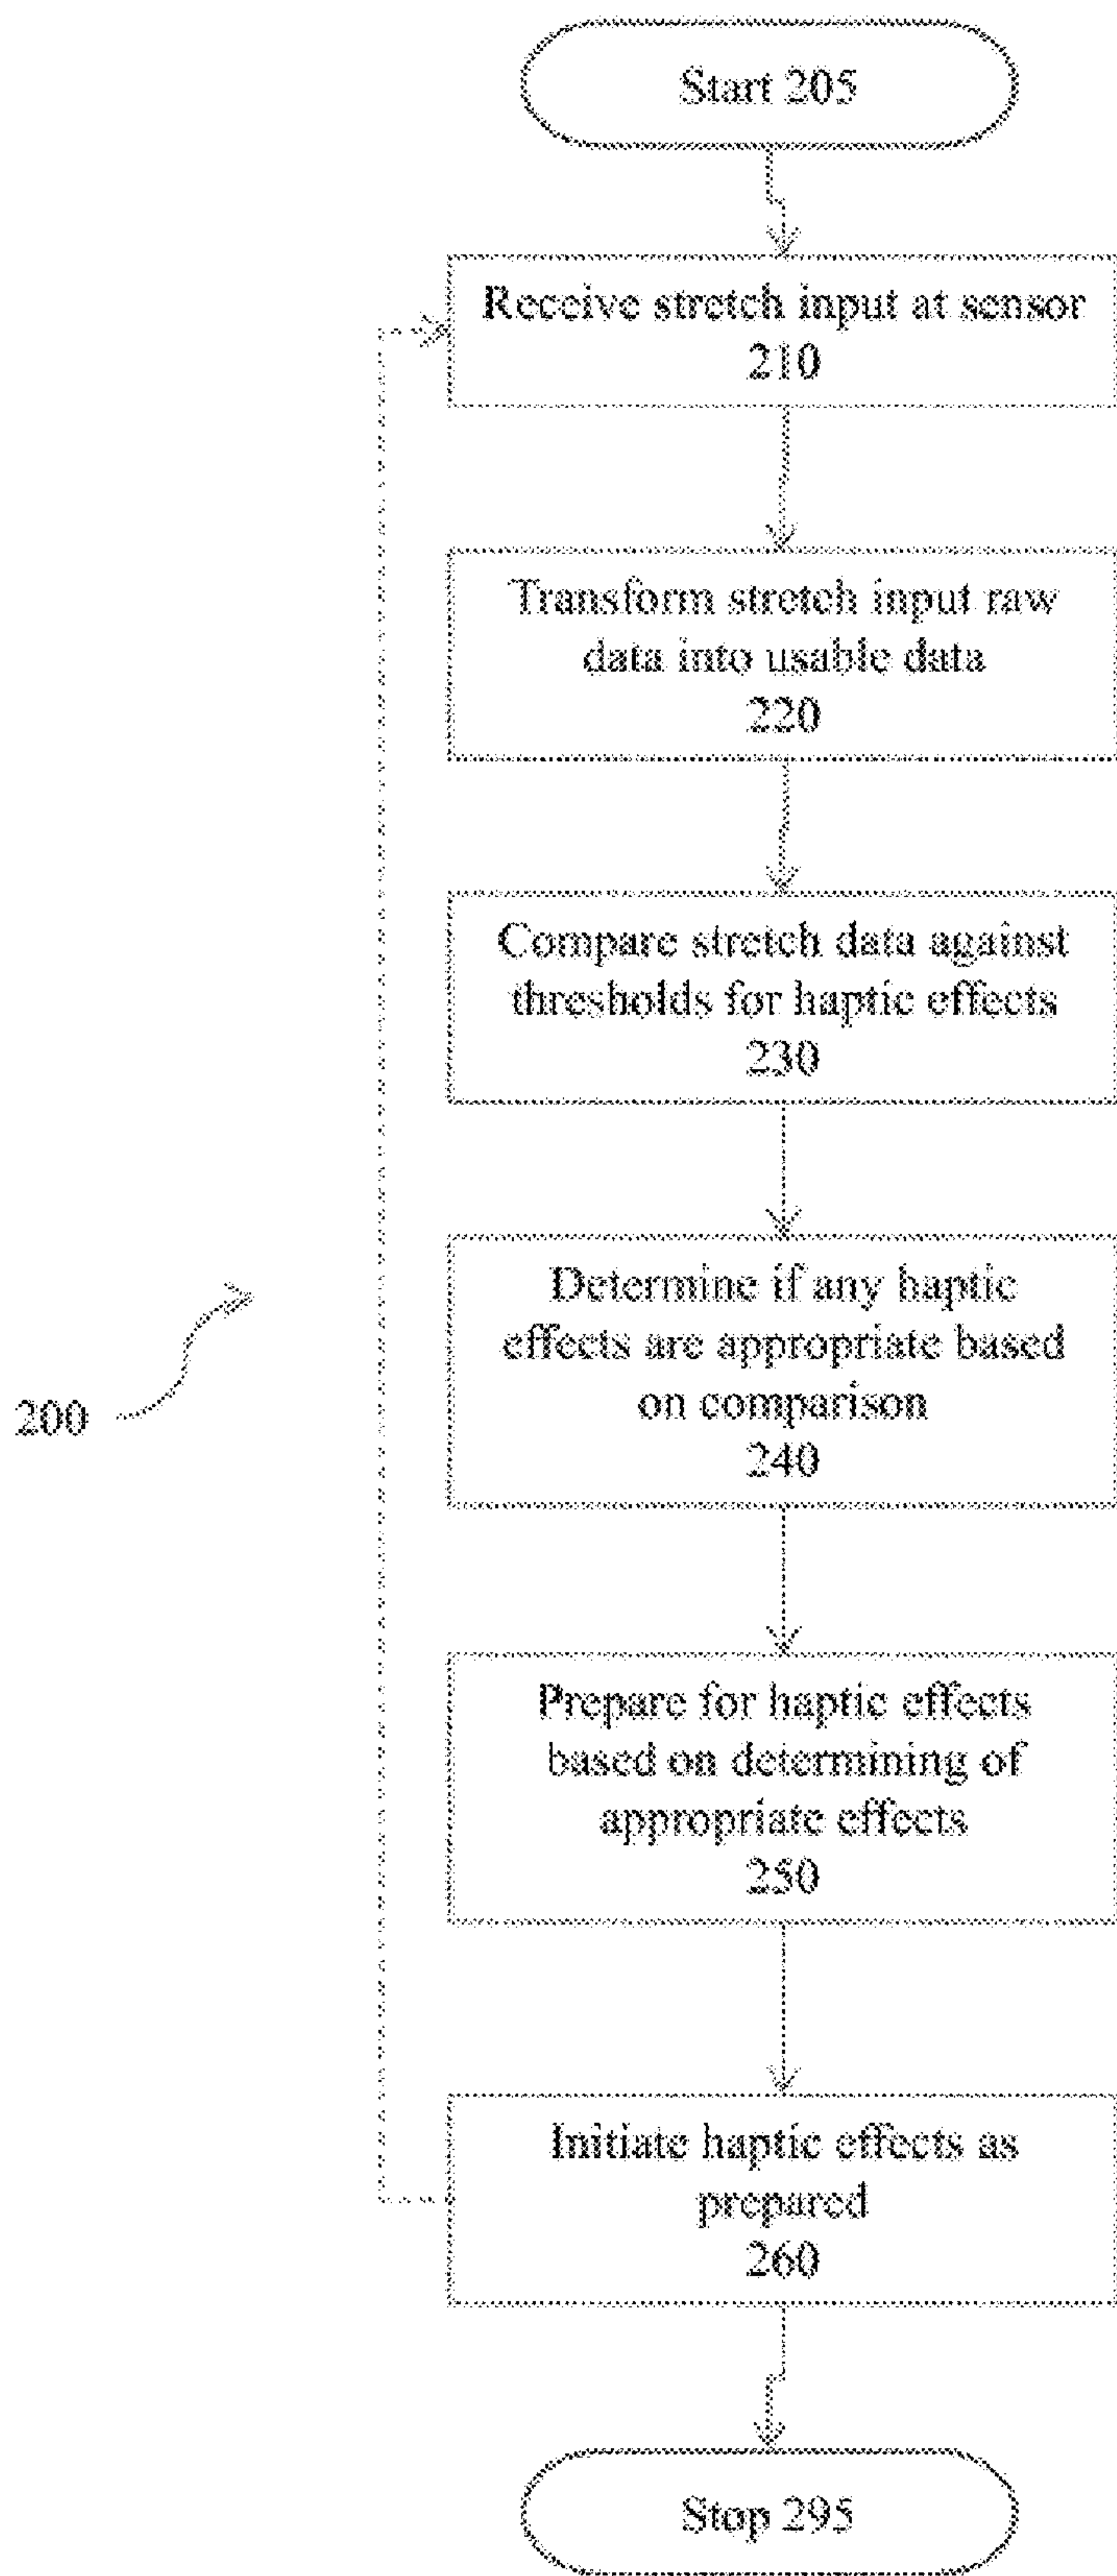 Start 205
Receive stretch input at sensor
210
Transform stretch input raw
data into usable data
220
Compare stretch data against
thresholds for haptic effects
230
Determine if any haptic
effects are appropriate based
on comparison
240
200
Prepare for haptic effects
based on determining of
appropriate effects
250
Initiate haptic effects as
prepared
260
Stop 295